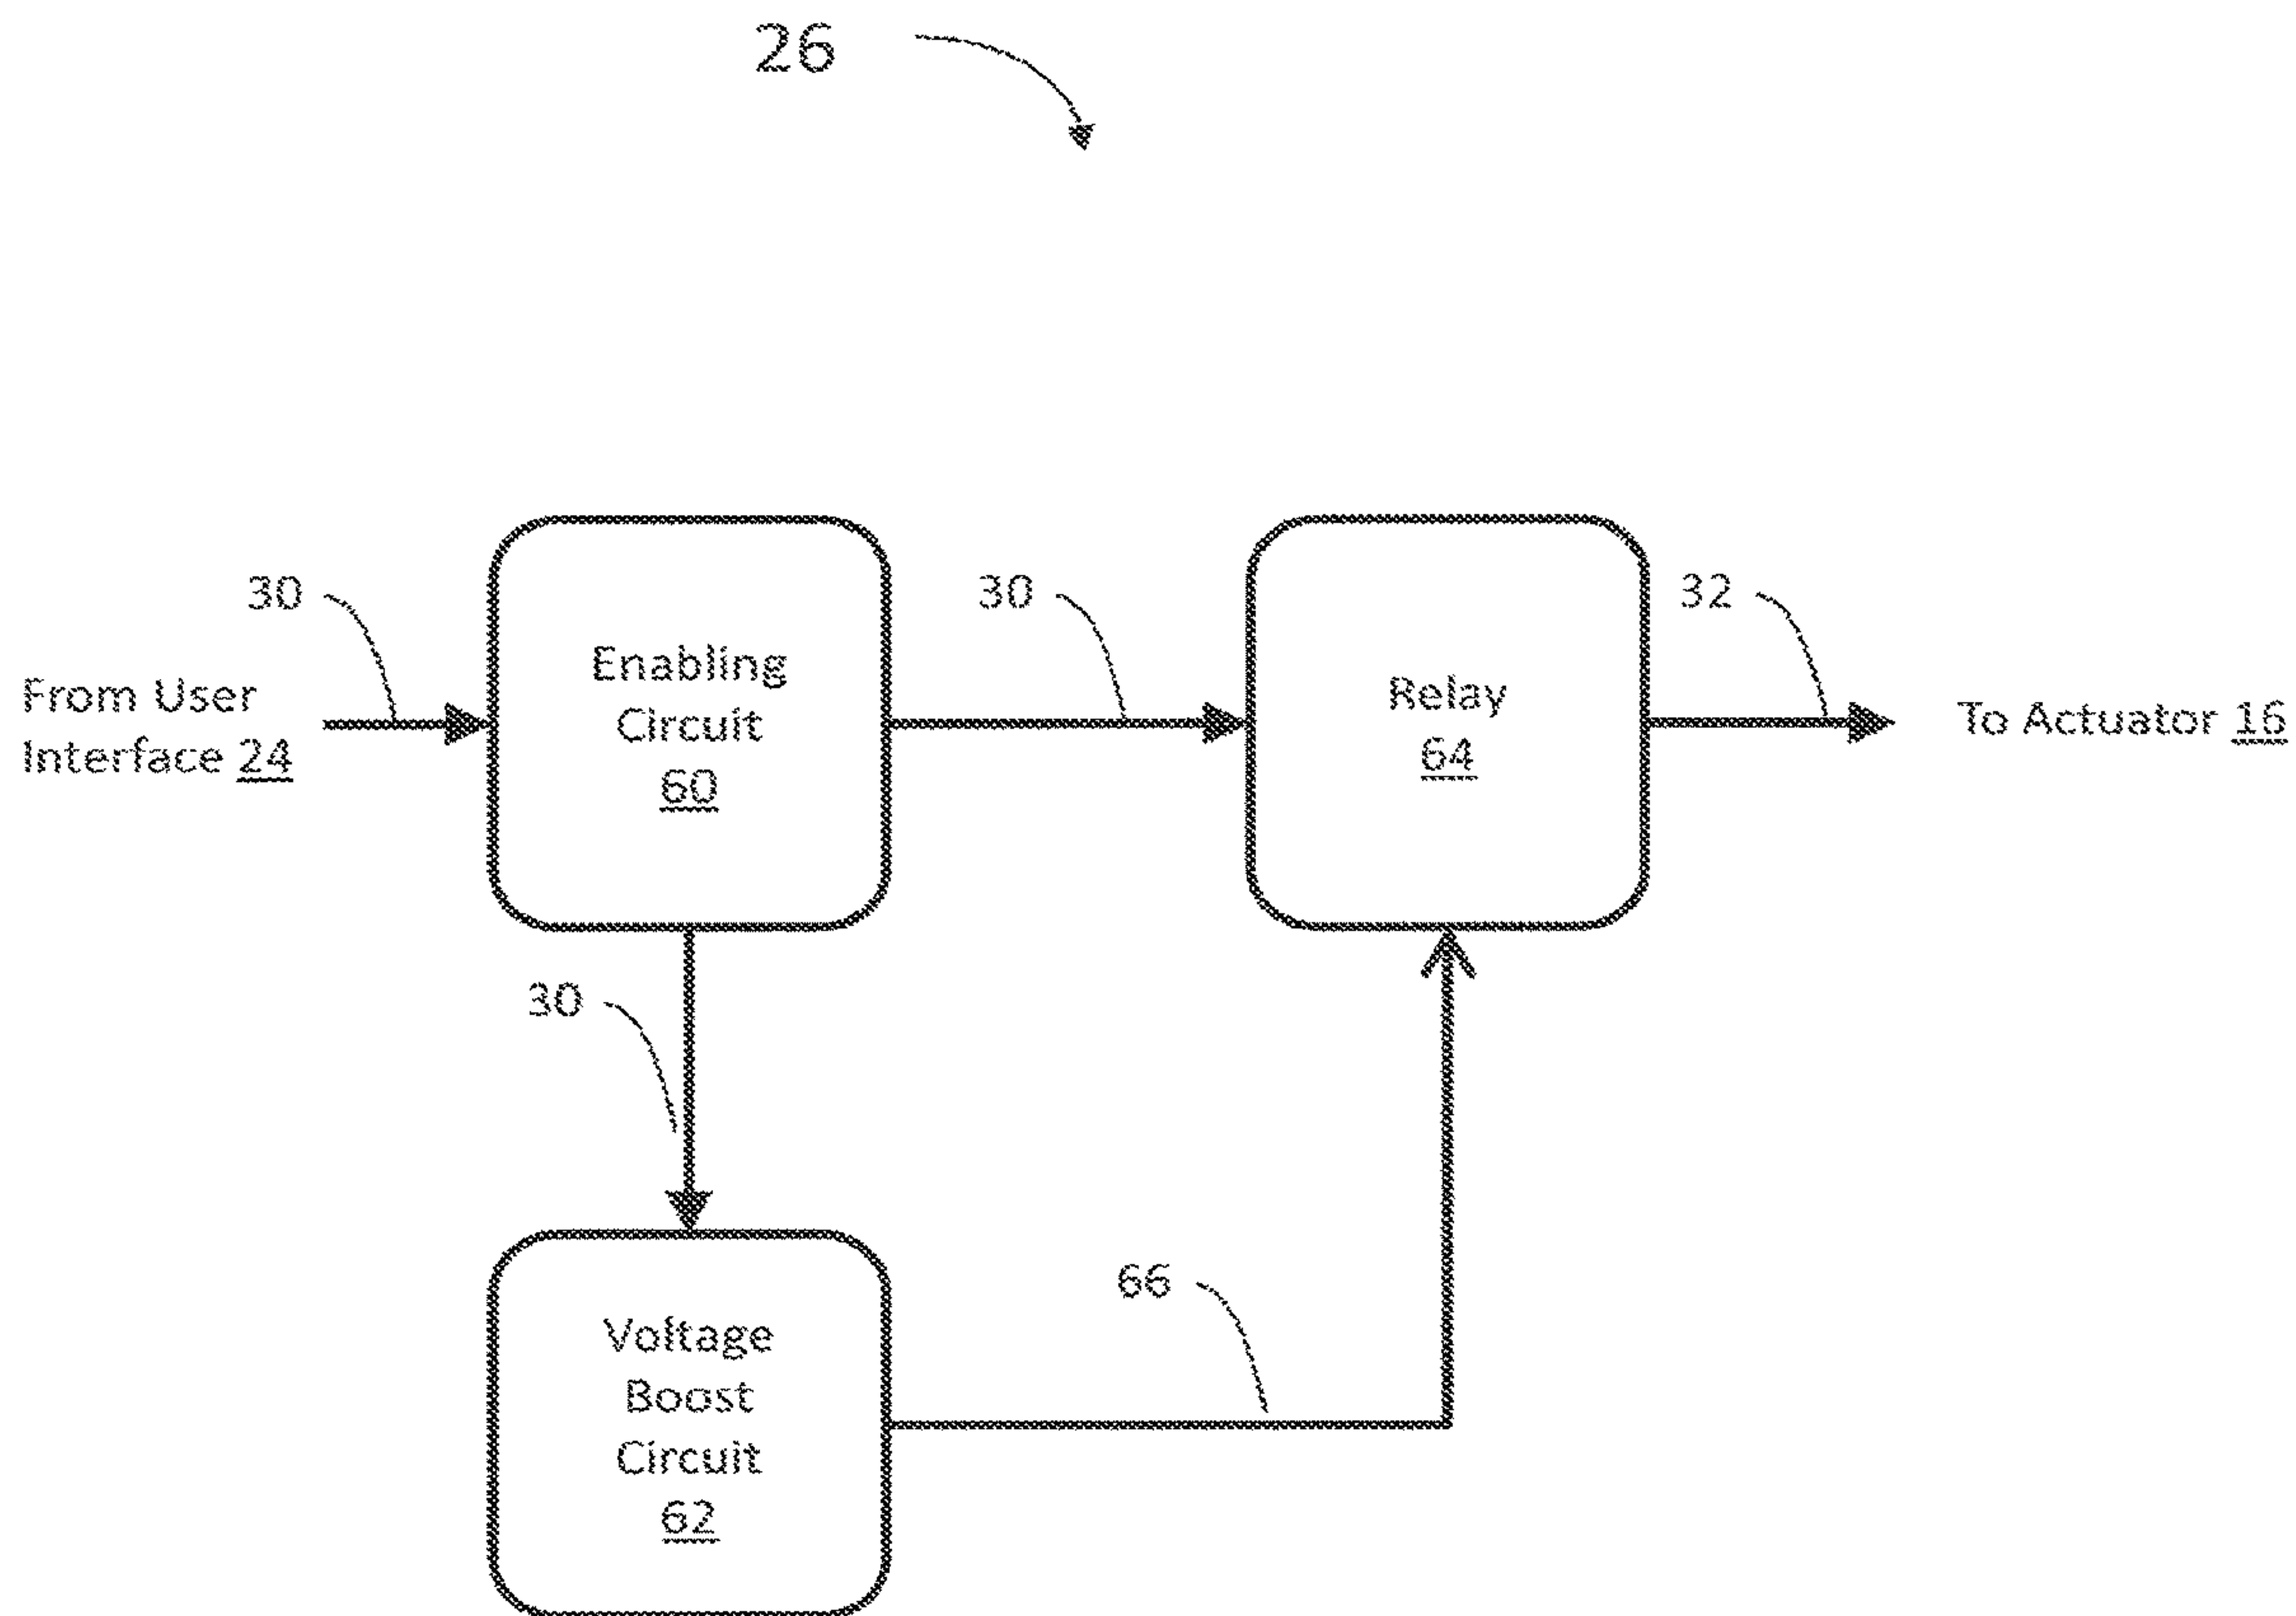 26
30
30
32
Enabling
Circuit
60
Relay
64
From User
Interface 24
To Actuator 16
30
66
Voltage
Boost
Circuit
62